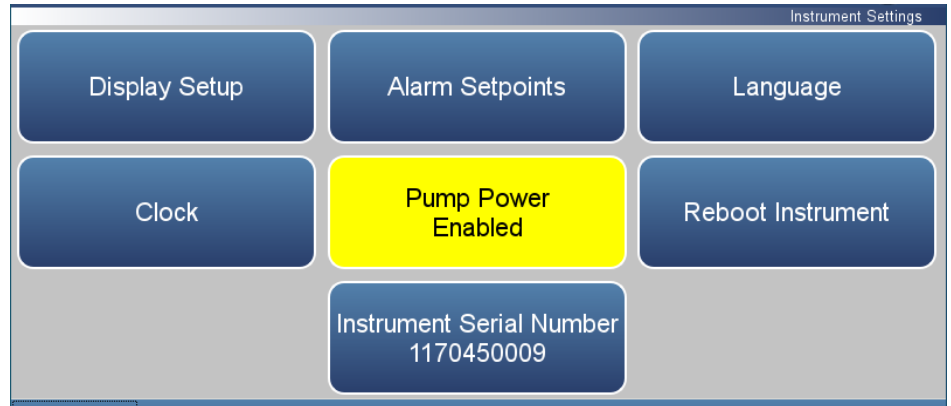 Instrument Settings
Display Setup
Alarm Setpoints
Language
Clock
Pump Power
Enabled
Reboot Instrument
Instrument Serial Number
1170450009